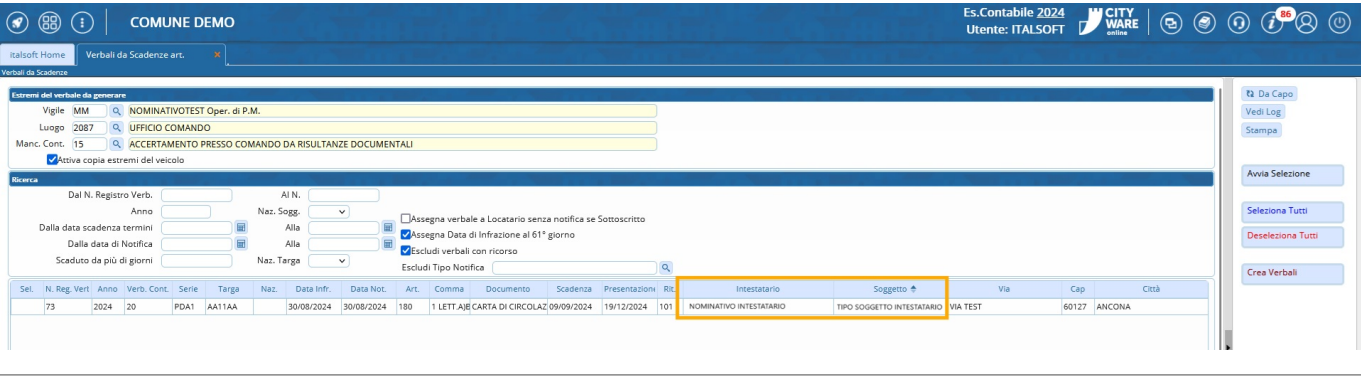 COMUNE DEMO
Es.Contabile 2024
Utente: ITALSOFT
CITY
WARE
online
86
italsoft Home
Verbali da Scadenze art.
Verbali da Scadenze
Estremi del verbale da generare
Vigile MM NOMINATIVOTEST Oper. di P.M.
Luogo 2087 UFFICIO COMANDO
Manc. Cont. 15 ACCERTAMENTO PRESSO COMANDO DA RISULTANZE DOCUMENTALI
Attiva copia estremi del veicolo
Ricerca
Dal N. Registro Verb. Al N.
Anno Naz. Sogg.
Assegna verbale a Locatario senza notifica se Sottoscritto
Dalla data scadenza termini Alla
Assegna Data di Infrazione al 61° giorno
Dalla data di Notifica Alla
Escludi verbali con ricorso
Scaduto da più di giorni Naz. Targa
Escludi Tipo Notifica
Sel. N. Reg. Vert Anno Verb. Cont. Serie Targa Naz. Data Infr. Data Not. Art. Comma Documento Scadenza Presentazione Rit. Intestatario Soggetto Via Cap Città
73 2024 20 PDA1 AA11AA 30/08/2024 30/08/2024 180 1 LETT.A)E CARTA DI CIRCOLAZ 09/09/2024 19/12/2024 101 NOMINATIVO INTESTATARIO TIPO SOGGETTO INTESTATARIO VIA TEST 60127 ANCONA
Da Capo
Vedi Log
Stampa
Avvia Selezione
Seleziona Tutti
Deseleziona Tutti
Crea Verbali